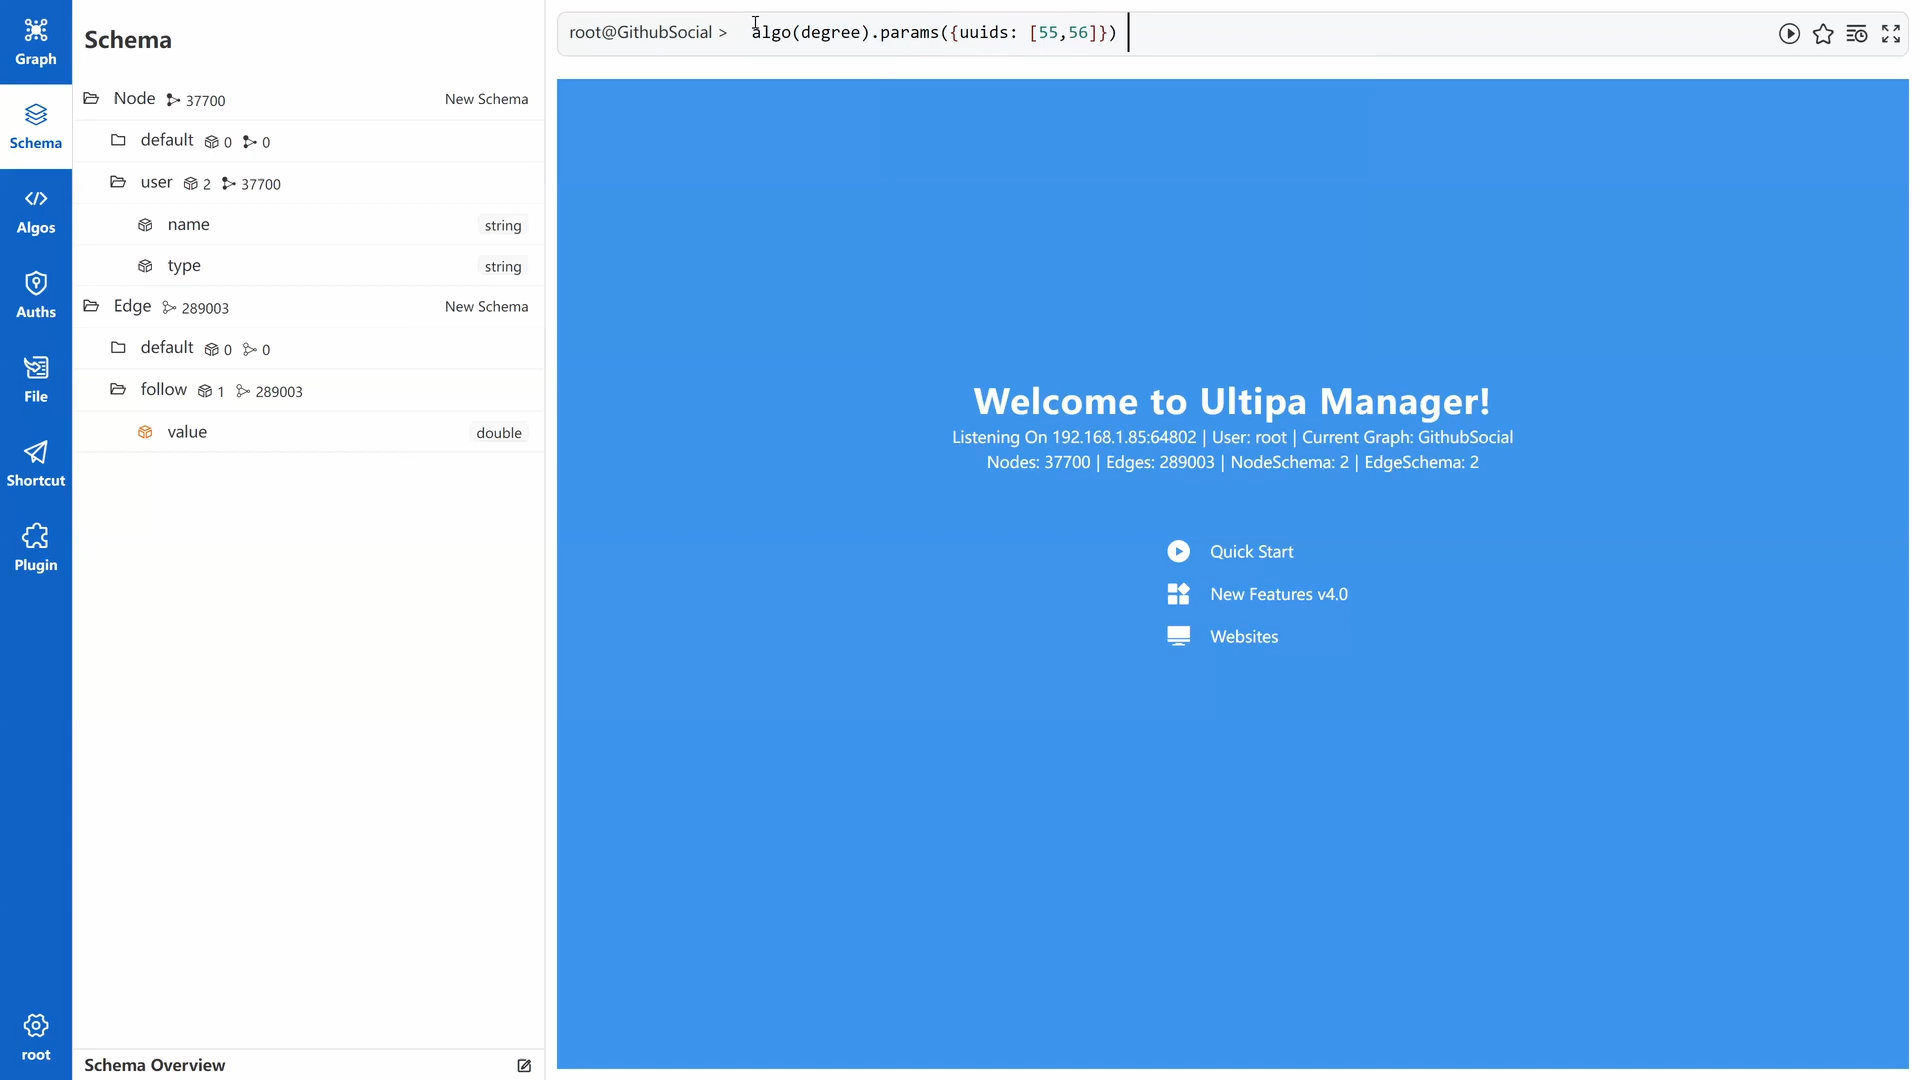 Graph
Schema
Algos
Auths
File
Shortcut
Plugin
root
Schema
Node 37700 New Schema
default 0 0
user 2 37700
name string
type string
Edge 289003 New Schema
default 0 0
follow 1 289003
value double
Schema Overview
root@GithubSocial > algo(degree).params({uuids: [55,56]})
Welcome to Ultipa Manager!
Listening On 192.168.1.85:64802 | User: root | Current Graph: GithubSocial
Nodes: 37700 | Edges: 289003 | NodeSchema: 2 | EdgeSchema: 2
Quick Start
New Features v4.0
Websites